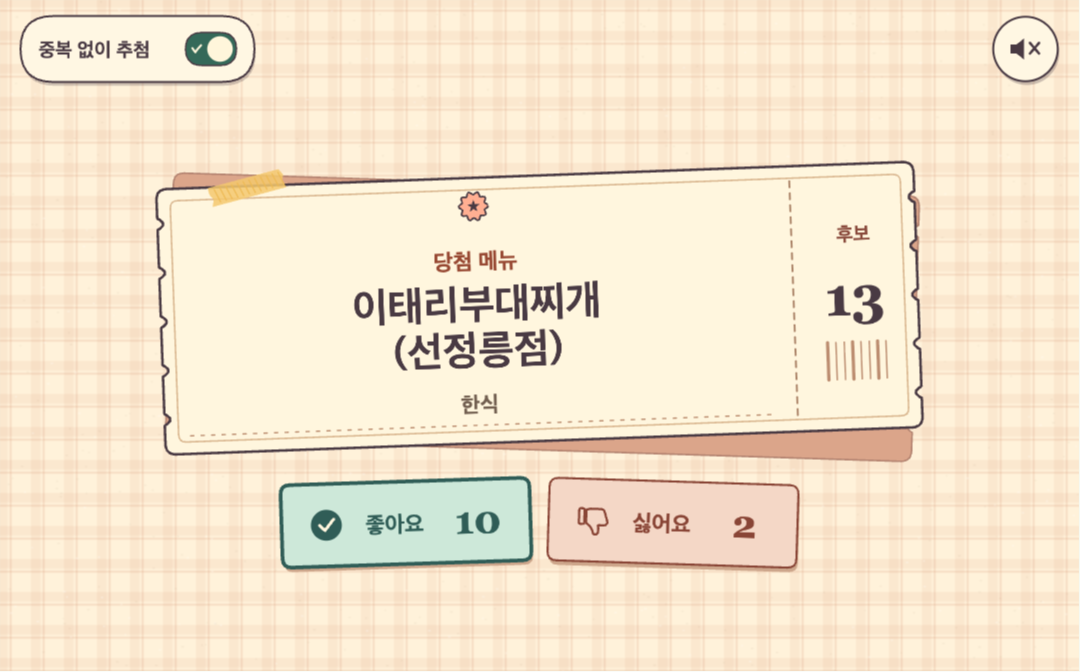 중복 없이 추첨
당첨 메뉴
이태리부대찌개
(선정릉점)
한식
후보
13
좋아요 10
싫어요 2